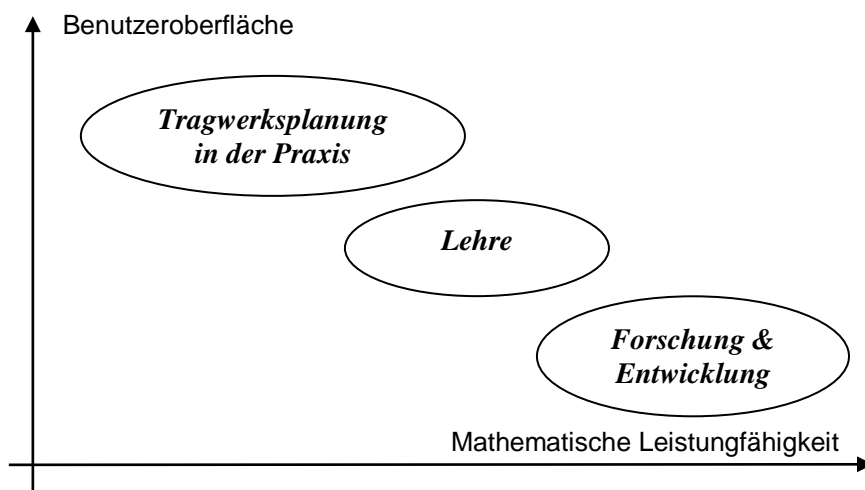 Benutzeroberfläche
Tragwerksplanung
in der Praxis
Lehre
Forschung &
Entwicklung
Mathematische Leistungfähigkeit